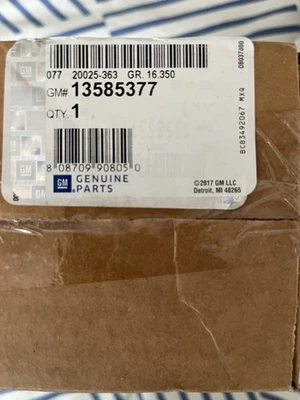 077 20025-363 GR. 16.350
GM# 13585377
QTY 1
8 08709 90805 0
GM GENUINE
PARTS
©2017 GM LLC
Detroit, MI 48265
BCB3492067 MXQ